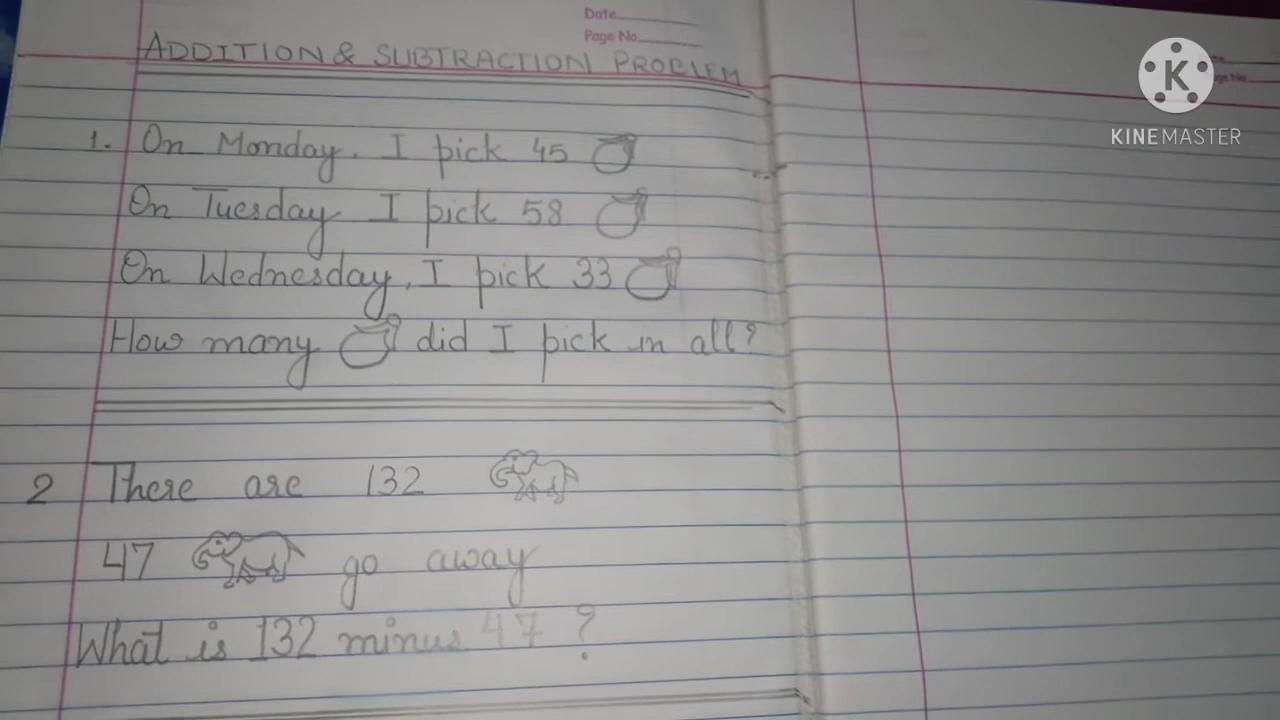 Date
Page No.
ADDITION & SUBTRACTION PROBLEM
1. On Monday, I pick 45
On Tuesday I pick 58
On Wednesday, I pick 33
How many did I pick in all?
2 There are 132
47 go away
What is 132 minus 47 ?
K
KINEMASTER